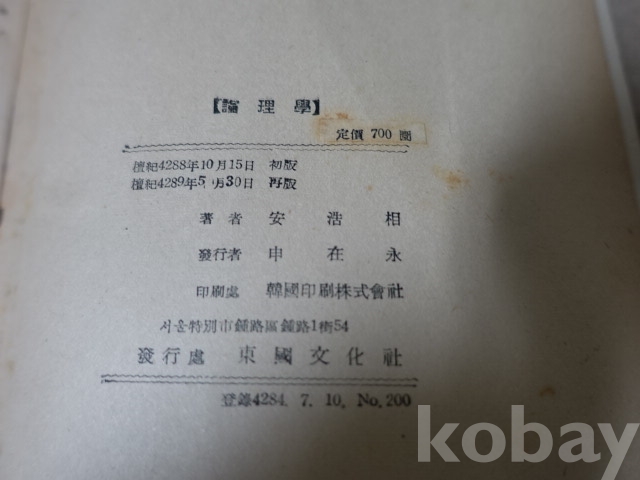 【論理學】
定價 700 圜
檀紀4288年10月15日 初版
檀紀4289年5月30日 再版
著者 安浩相
發行者 申在永
印刷處 韓國印刷株式會社
서울特別市鍾路區鍾路1街54
發行處 東國文化社
登錄4284. 7. 10. No.200
kobay